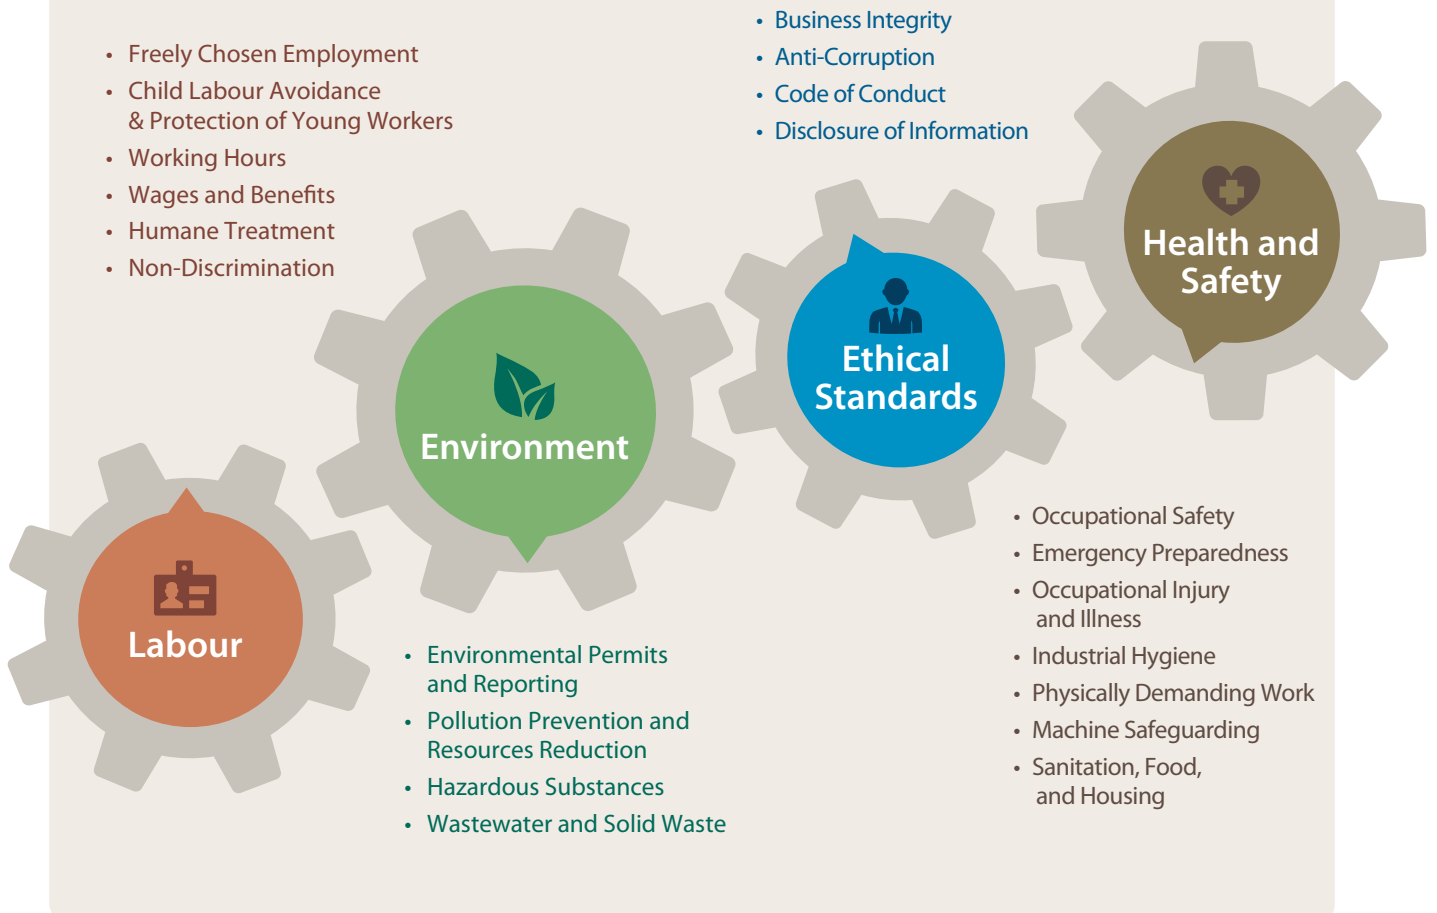 • Freely Chosen Employment
• Child Labour Avoidance
& Protection of Young Workers
• Working Hours
• Wages and Benefits
• Humane Treatment
• Non-Discrimination
Labour
Environment
• Environmental Permits
and Reporting
• Pollution Prevention and
Resources Reduction
• Hazardous Substances
• Wastewater and Solid Waste
• Business Integrity
• Anti-Corruption
• Code of Conduct
• Disclosure of Information
Ethical
Standards
Health and
Safety
• Occupational Safety
• Emergency Preparedness
• Occupational Injury
and Illness
• Industrial Hygiene
• Physically Demanding Work
• Machine Safeguarding
• Sanitation, Food,
and Housing